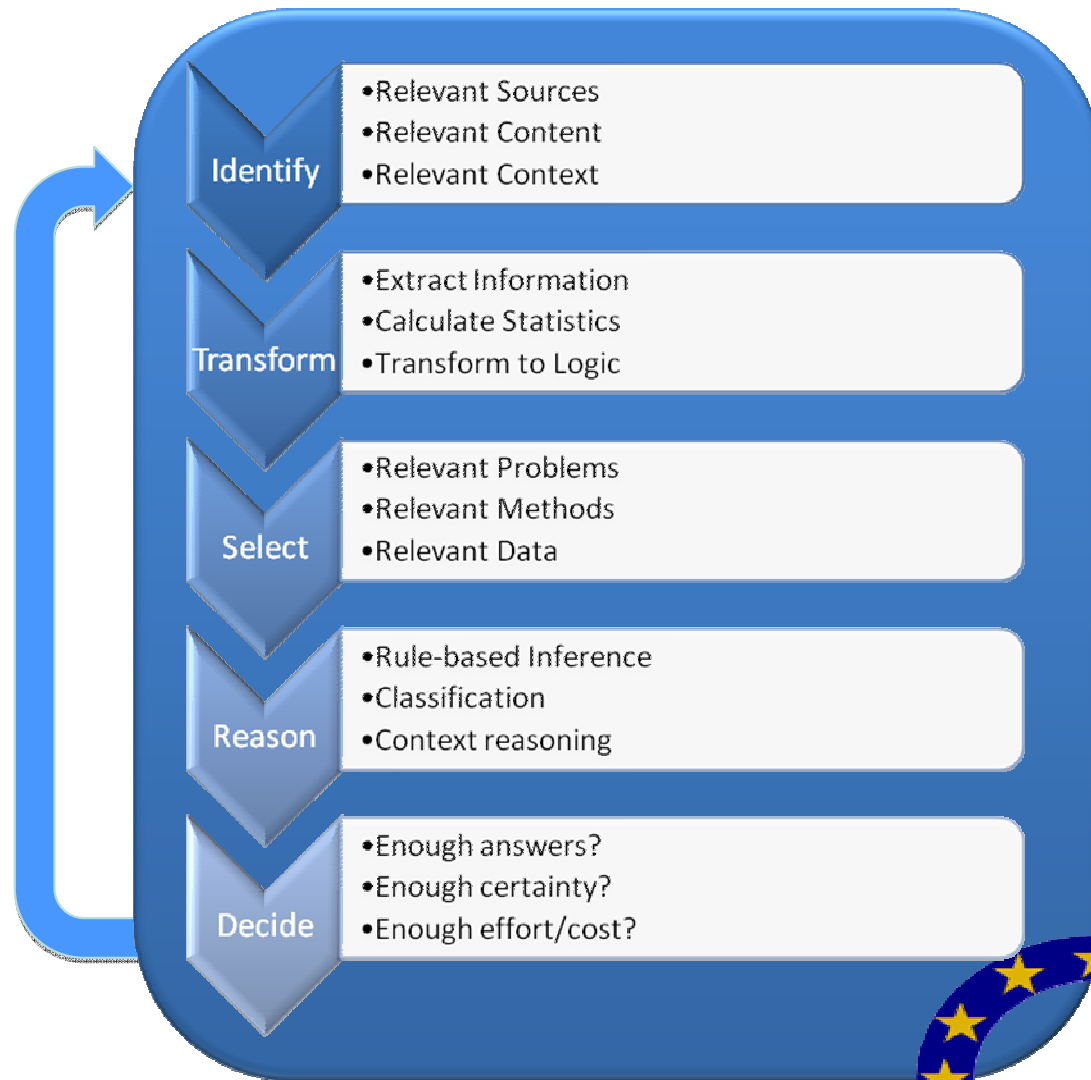 Identify
•Relevant Sources
•Relevant Content
•Relevant Context
Transform
•Extract Information
•Calculate Statistics
•Transform to Logic
Select
•Relevant Problems
•Relevant Methods
•Relevant Data
Reason
•Rule-based Inference
•Classification
•Context reasoning
Decide
•Enough answers?
•Enough certainty?
•Enough effort/cost?